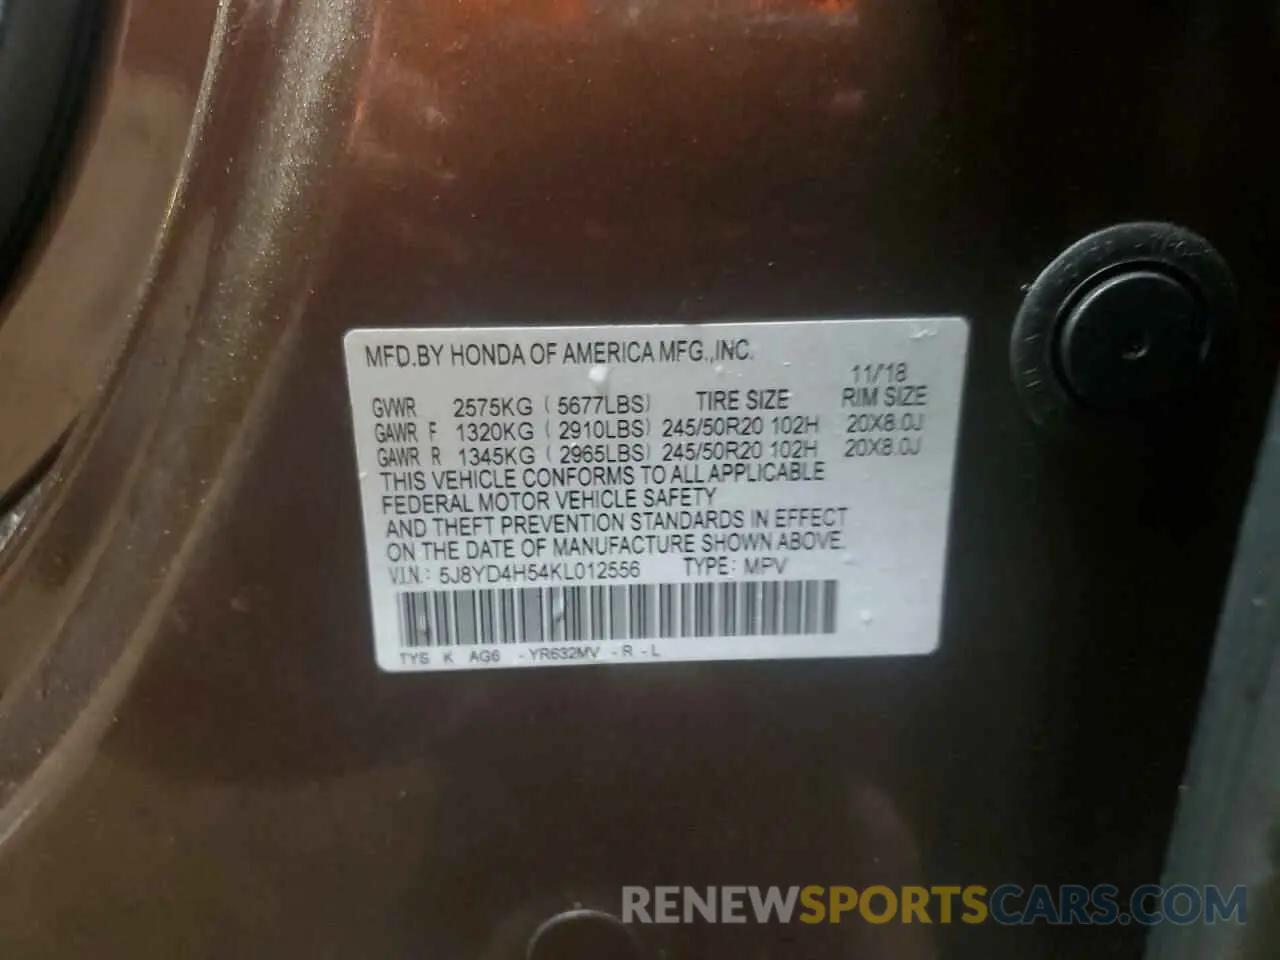 MFD.BY HONDA OF AMERICA MFG.,INC.
11/18
GVWR 2575KG ( 5677LBS) TIRE SIZE RIM SIZE
GAWR F 1320KG ( 2910LBS) 245/50R20 102H 20X8.0J
GAWR R 1345KG ( 2965LBS) 245/50R20 102H 20X8.0J
THIS VEHICLE CONFORMS TO ALL APPLICABLE
FEDERAL MOTOR VEHICLE SAFETY
AND THEFT PREVENTION STANDARDS IN EFFECT
ON THE DATE OF MANUFACTURE SHOWN ABOVE.
V.I.N.: 5J8YD4H54KL012556 TYPE: MPV
TYS K AG6 -YR632MV -R -L
RENEWSPORTSCARS.COM